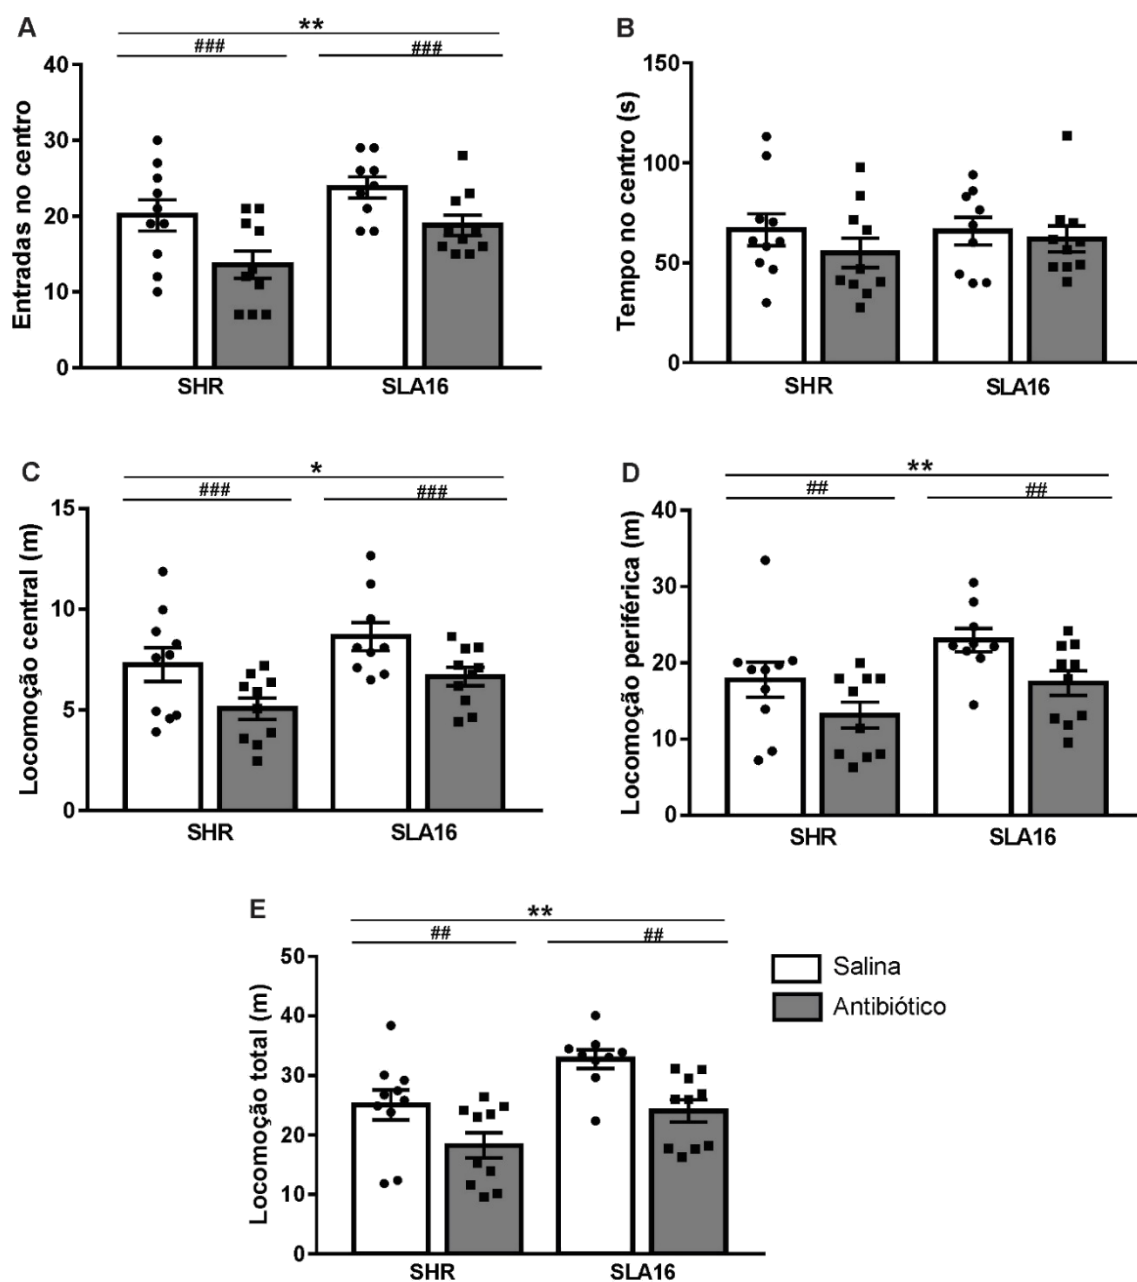 A
**
### ###
Entradas no centro
40
30
20
10
0
SHR SLA16
B
Tempo no centro (s)
150
100
50
0
SHR SLA16
C
*
### ###
Locomoção central (m)
15
10
5
0
SHR SLA16
D
**
## ##
Locomoção periférica (m)
40
30
20
10
0
SHR SLA16
E
**
## ##
Locomoção total (m)
50
40
30
20
10
0
SHR SLA16
Salina
Antibiótico